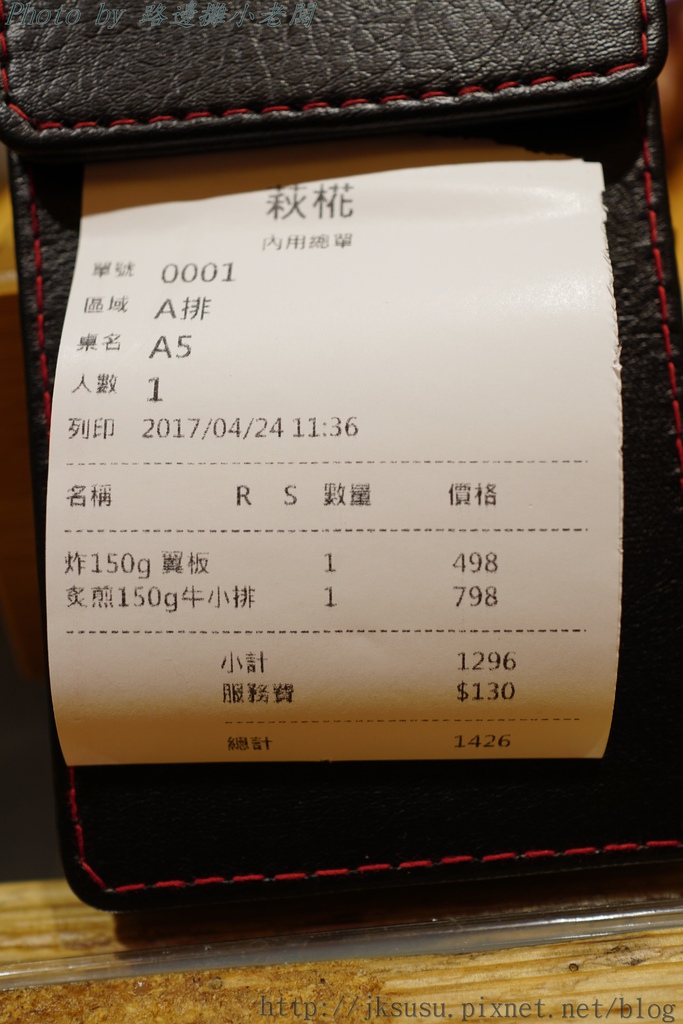 Photo by 路邊攤小老闆
萩椛
內用總單
單號 0001
區域 A排
桌名 A5
人數 1
列印 2017/04/24 11:36
名稱 R S 數量 價格
炸150g 翼板 1 498
炙煎150g牛小排 1 798
小計 1296
服務費 $130
總計 1426
http://jksusu.pixnet.net/blog